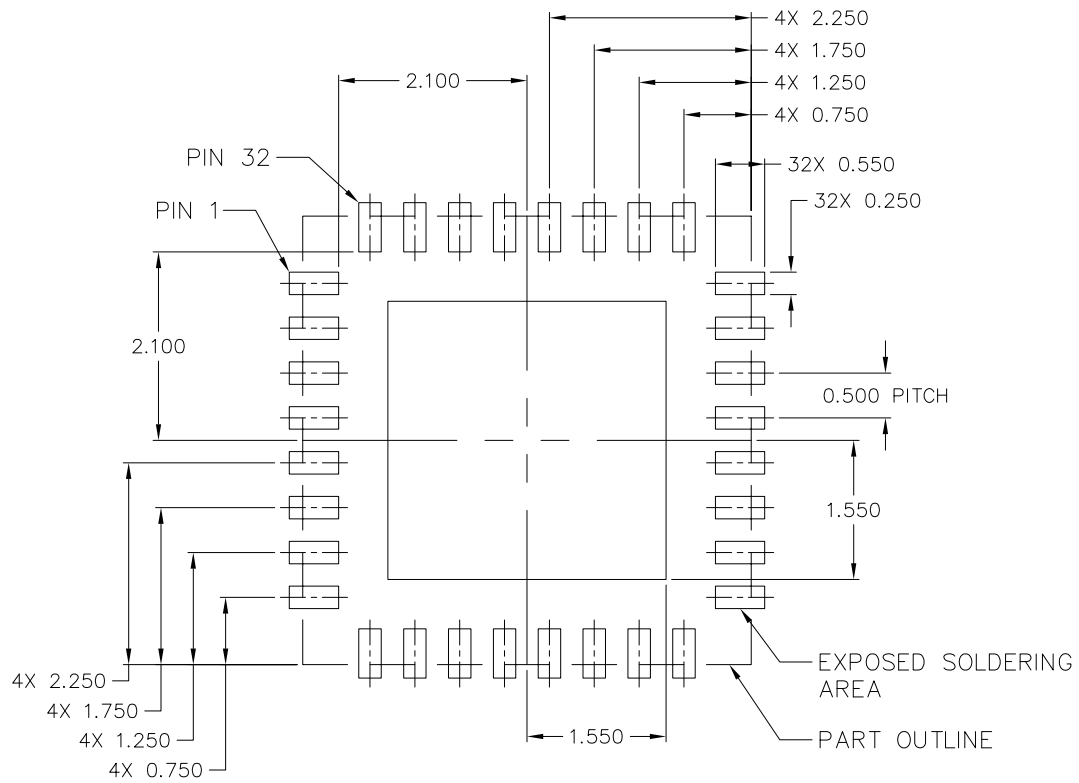 4X 2.250
4X 1.750
2.100
4X 1.250
4X 0.750
PIN 32
32X 0.550
PIN 1
32X 0.250
2.100
0.500 PITCH
1.550
EXPOSED SOLDERING
AREA
4X 2.250
4X 1.750
4X 1.250
1.550
PART OUTLINE
4X 0.750